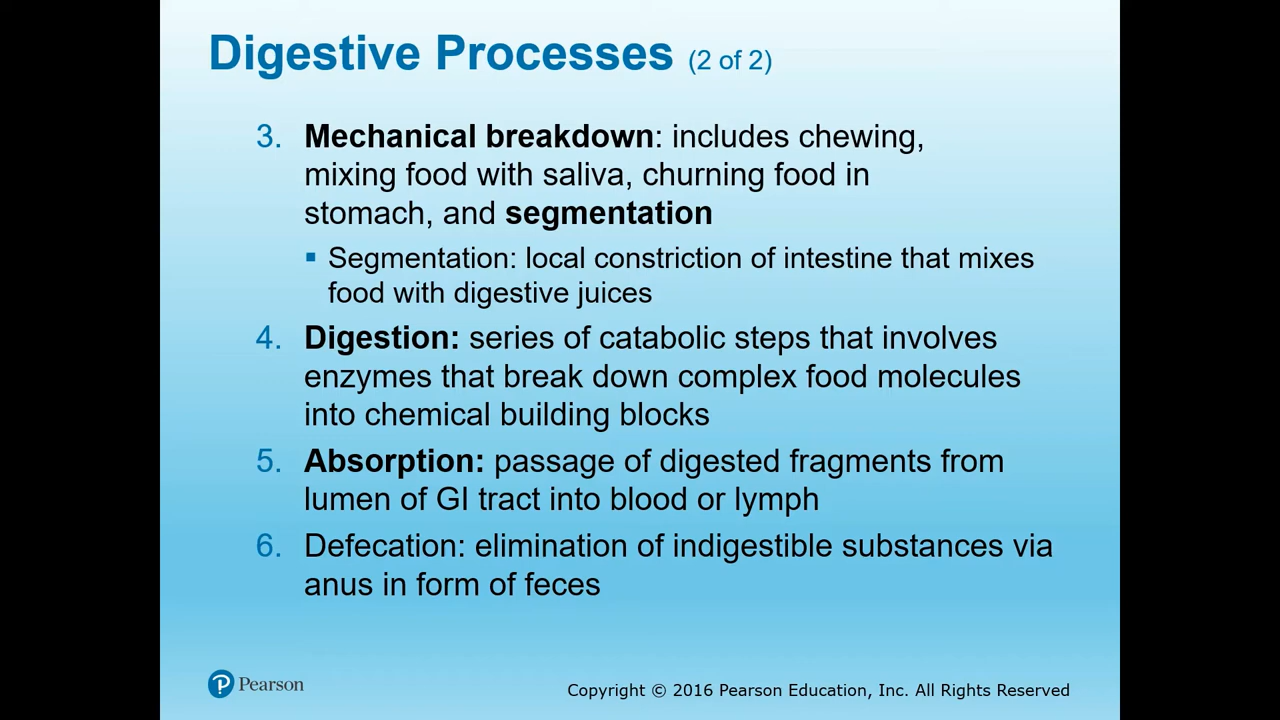 Digestive Processes (2 of 2)
3. Mechanical breakdown: includes chewing,
mixing food with saliva, churning food in
stomach, and segmentation
▪ Segmentation: local constriction of intestine that mixes
food with digestive juices
4. Digestion: series of catabolic steps that involves
enzymes that break down complex food molecules
into chemical building blocks
5. Absorption: passage of digested fragments from
lumen of GI tract into blood or lymph
6. Defecation: elimination of indigestible substances via
anus in form of feces
P Pearson
Copyright © 2016 Pearson Education, Inc. All Rights Reserved